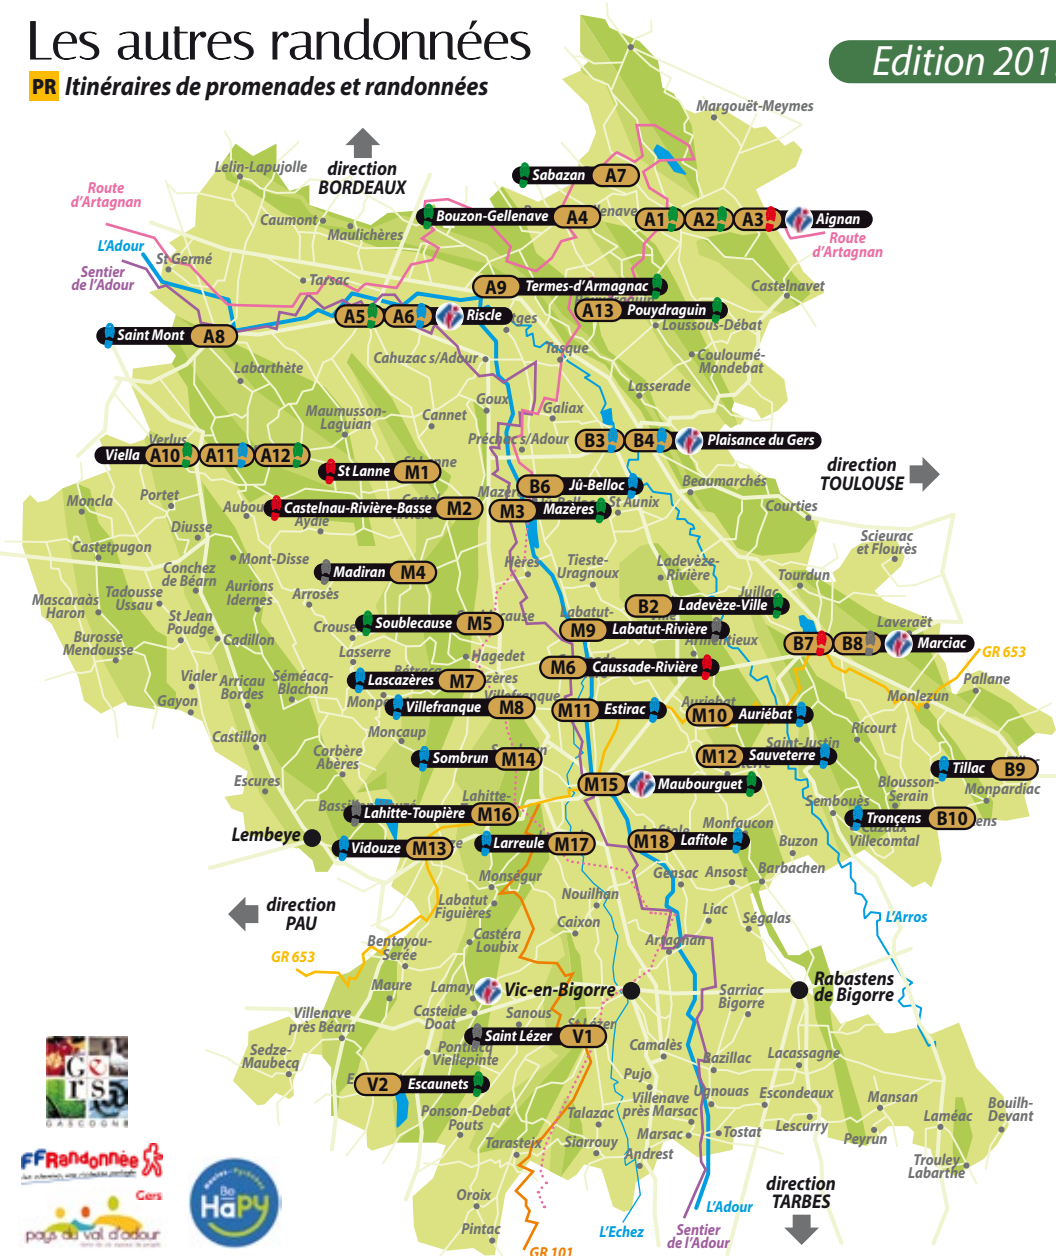 Les autres randonnées
Edition 201
PR Itinéraires de promenades et randonnées
Margouët-Meymes
direction
BORDEAUX
Lelin-Lapujolle
Route
d'Artagnan
Sabazan A7
Caumont
Maulichères
Bouzon-Gellenave A4
A1 A2 A3 Aignan
Route
d'Artagnan
L'Adour
St Germé
Sentier
de l'Adour
Tarsac
A9 Termes-d'Armagnac
Castelnavet
A13 Pouydraguin
Loussous-Débat
A5 A6 Riscle
Saint Mont A8
Tasque
Cahuzac s/Adour
Couloumé-
Mondebat
Labarthète
Lasserade
Goux
Galiax
Maumusson-
Laguian
Cannet
Préchac s/Adour
B3 B4 Plaisance du Gers
Verlus
Viella A10 A11 A12
St Lanne M1
direction
TOULOUSE
B6 Jû-Belloc
Beaumarchés
Moncla
Portet
Castelnau-Rivière-Basse M2
M3 Mazères
St Aunix
Courties
Aydie
Diusse
Castetpugon
Mont-Disse
Scieurac
et Flourès
Conchez
de Béarn
Madiran M4
Hères
Tieste-
Uragnoux
Ladevèze-
Rivière
Tourdun
Tadousse
Ussau
Aurions
Idernes
Arrosès
Mascaraàs
Haron
Juillac
B2 Ladevèze-Ville
St Jean
Poudge
Soublecause M5
M9 Labatut-Rivière
Laveraët
Burosse
Mendousse
Cadillon
Armentieux
B7 B8 Marciac
GR 653
Lasserre
Hagedet
M6 Caussade-Rivière
Pallane
Vialer
Arricau
Bordes
Séméacq-
Blachon
Lascazères M7
Gayon
Villefranque M8
M11 Estirac
M10 Auriébat
Monlezun
Castillon
Moncaup
Ricourt
Corbère
Abères
Sombrun M14
Saint-Justin
M12 Sauveterre
Tillac B9
Escures
M15 Maubourguet
Blousson-
Serain
Monpardiac
Lahitte-
Lahitte-Toupière M16
Sembouès
Tronçens B10
Lembeye
Vidouze M13
Larreule M17
M18 Lafitole
Monfaucon
Buzon
Villecomtal
Monségur
Gensac
Ansost
Barbachen
direction
PAU
Labatut
Figuières
Nouilhan
Liac
Ségalas
L'Arros
Caixon
Castéra
Loubix
Bentayou-
Serée
GR 653
Artagnan
Maure
Vic-en-Bigorre
Rabastens
de Bigorre
Sarriac
Bigorre
Villenave
près Béarn
Casteide
Doat
Sanous
Saint Lézer V1
Camalès
Sedze-
Maubecq
Pontiacq
Viellepinte
Bazillac
Lacassagne
V2 Escaunets
Pujo
Ugnouas
Escondeaux
Mansan
Villenave
près Marsac
Ponson-Debat
Pouts
Talazac
Lescurry
Laméac
Bouilh-
Devant
Tarasteix
Siarrouy
Marsac
Tostat
Peyrun
Andrest
Trouley
Labarthe
direction
TARBES
Oroix
Pintac
L'Echez
L'Adour
Sentier
de l'Adour
GR 101
Gers
GASCOGNE
FFRandonnée
Gers
pays du val d'adour
Hautes-Pyrénées
Be
HaPy